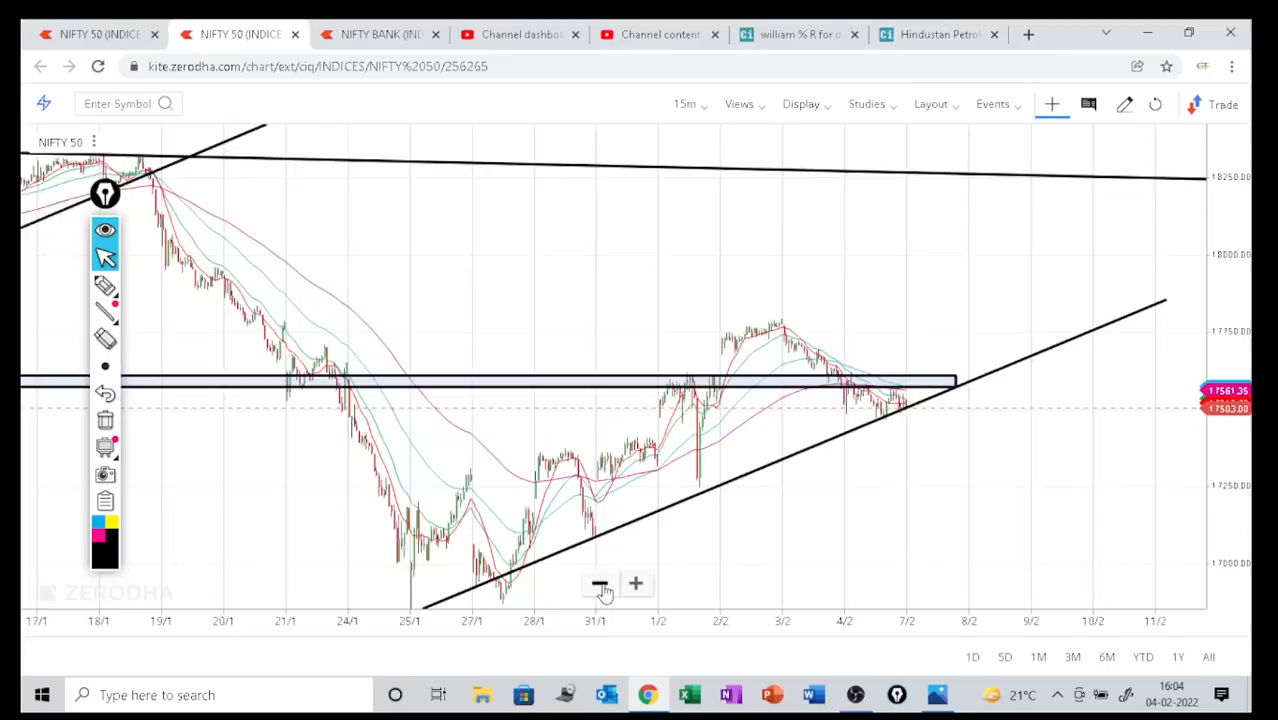 NIFTY 50 (INDICE
NIFTY 50 (INDICE
NIFTY BANK (IND
Channel dashbo
Channel content
william % R for o
Hindustan Petrol
kite.zerodha.com/chart/ext/ciq/INDICES/NIFTY%2050/256265
Enter Symbol
15m
Views
Display
Studies
Layout
Events
Trade
NIFTY 50
18250.00
18000.00
17750.00
17561.35
17503.00
17250.00
17000.00
ZERODHA
17/1 18/1 19/1 20/1 21/1 24/1 25/1 27/1 28/1 31/1 1/2 2/2 3/2 4/2 7/2 8/2 9/2 10/2 11/2
1D 5D 1M 3M 6M YTD 1Y All
Type here to search
21°C
16:04
04-02-2022